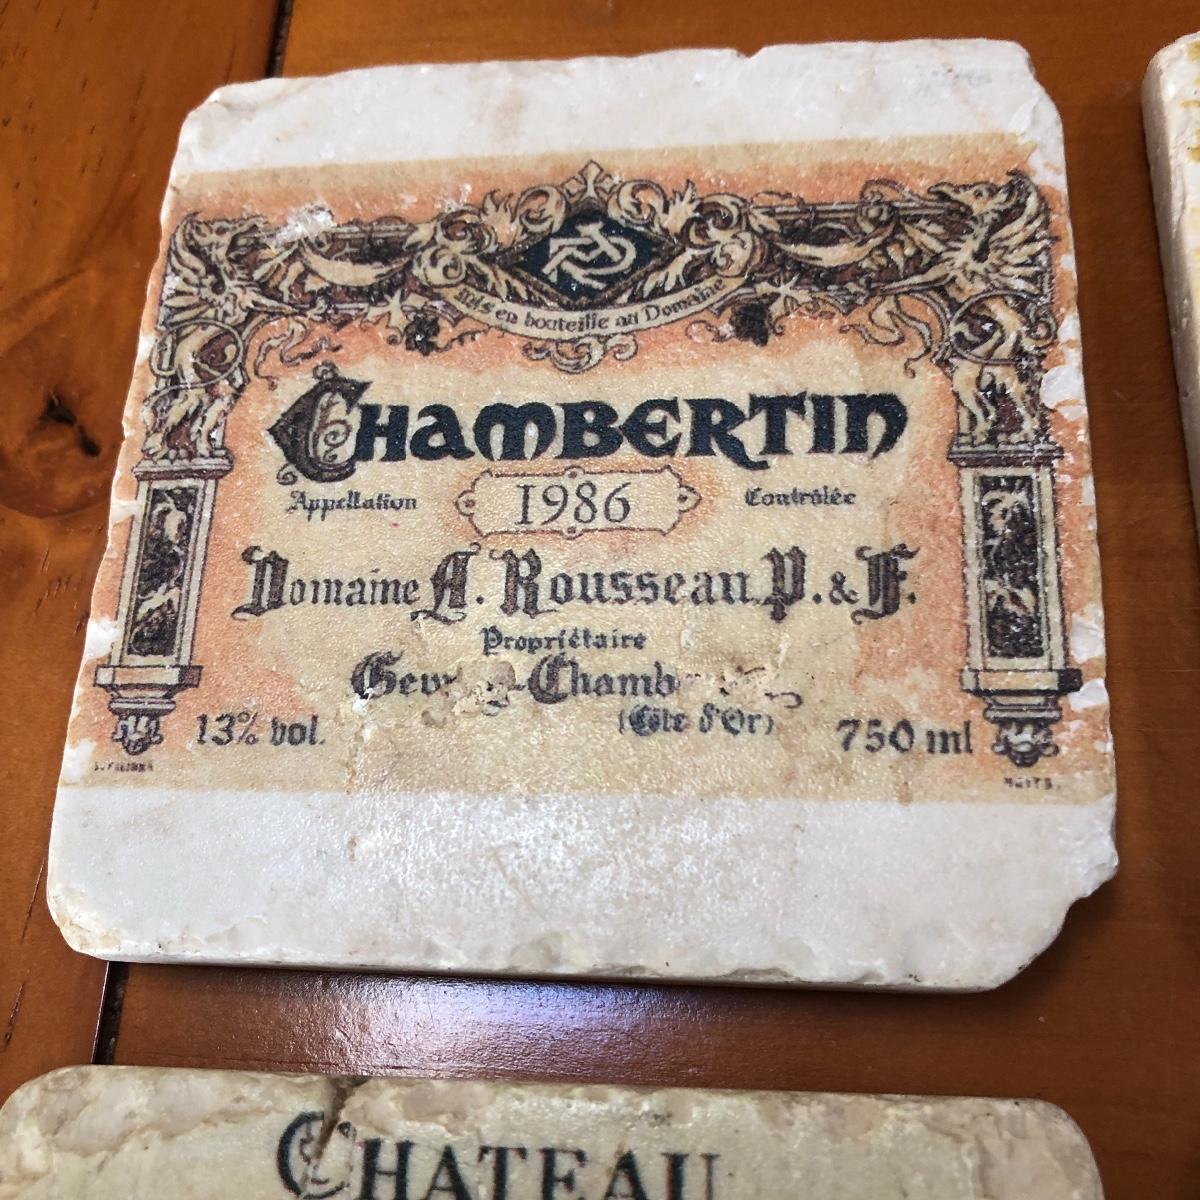 Mis en bouteille au Domaine
CHAMBERTIN
Appellation 1986 Contrôlée
Domaine A. Rousseau P. & F.
Propriétaire
(Côte d'Or)
13% vol. 750 ml
CHATEAU